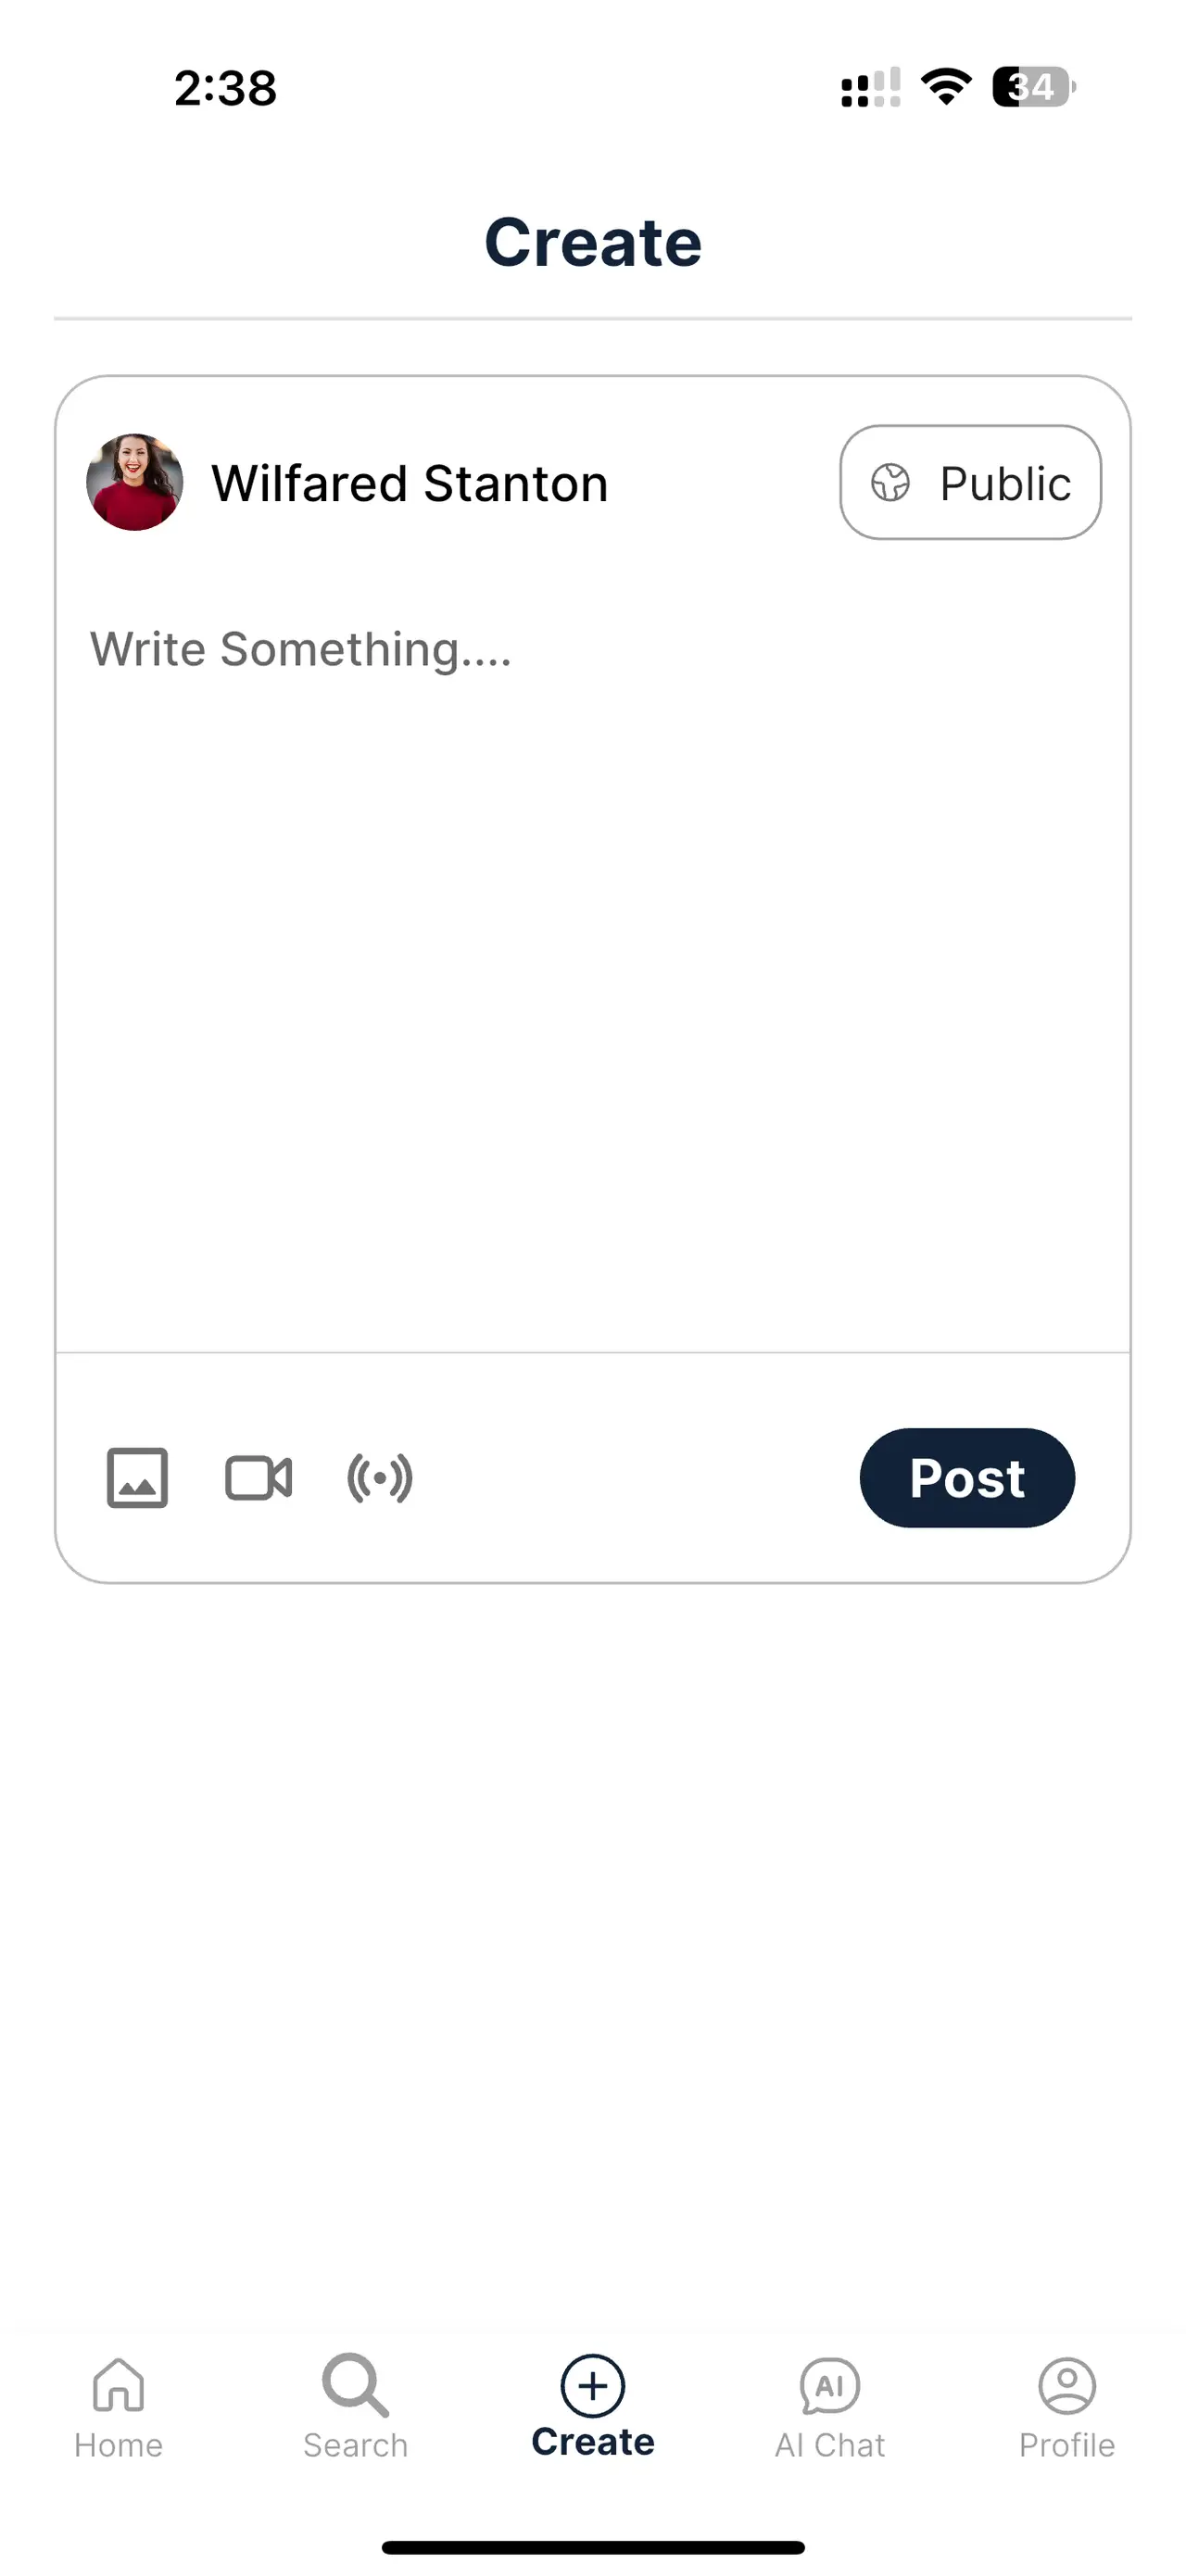 2:38
34
Create
Wilfared Stanton
Public
Write Something....
Post
Home
Search
Create
AI
AI Chat
Profile